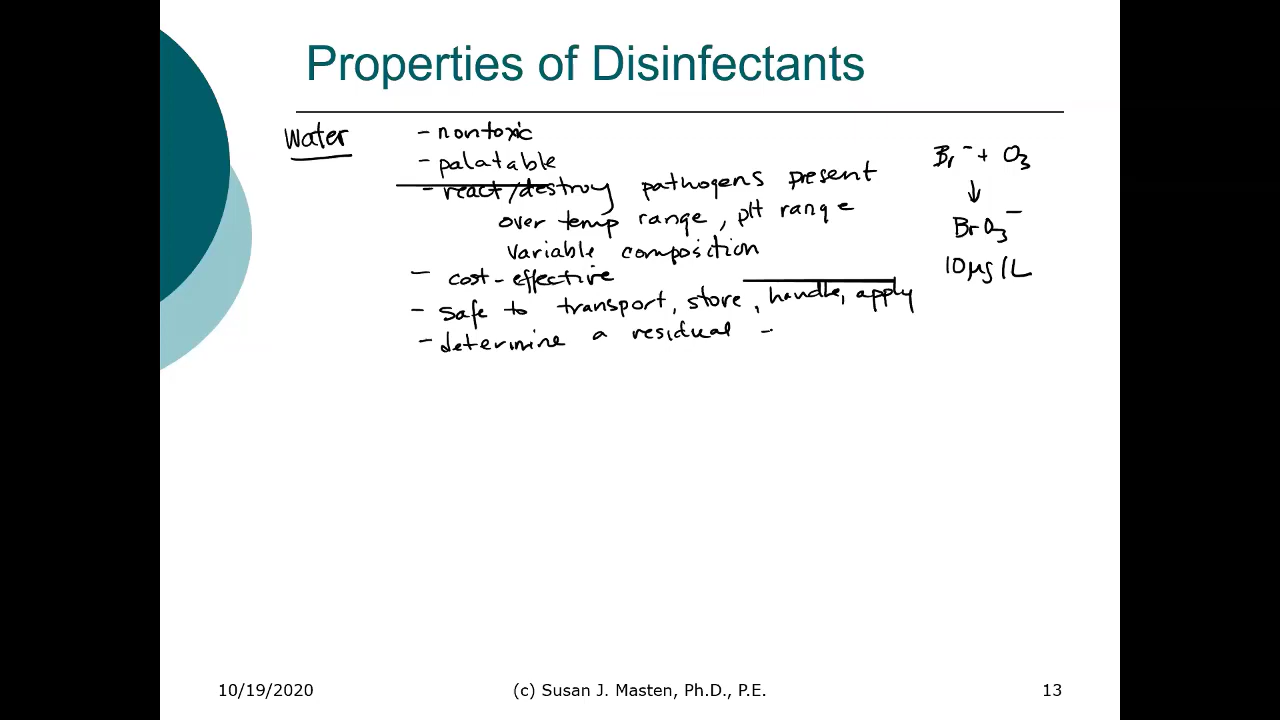 Properties of Disinfectants
Water
- nontoxic
- palatable
- react/destroy pathogens present
over temp range, pH range
variable composition
- cost-effective
- safe to transport, store, handle, apply
- determine a residual -
Br⁻ + O₃
↓
BrO₃⁻
10µg/L
10/19/2020
(c) Susan J. Masten, Ph.D., P.E.
13